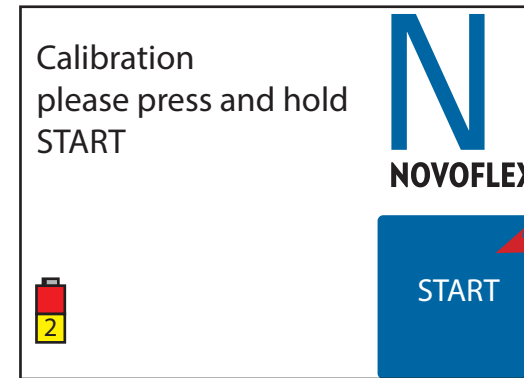 Calibration
please press and hold
START
N
NOVOFLEX
START
2